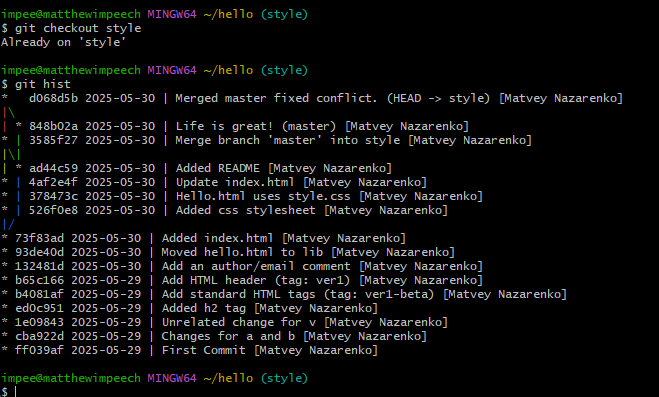 impee@matthewimpeech MINGW64 ~/hello (style)
$ git checkout style
Already on 'style'
impee@matthewimpeech MINGW64 ~/hello (style)
$ git hist
*   d068d5b 2025-05-30 | Merged master fixed conflict. (HEAD -> style) [Matvey Nazarenko]
|\
| * 848b02a 2025-05-30 | Life is great! (master) [Matvey Nazarenko]
* | 3585f27 2025-05-30 | Merge branch 'master' into style [Matvey Nazarenko]
|\|
| * ad44c59 2025-05-30 | Added README [Matvey Nazarenko]
* | 4af2e4f 2025-05-30 | Update index.html [Matvey Nazarenko]
* | 378473c 2025-05-30 | Hello.html uses style.css [Matvey Nazarenko]
* | 526f0e8 2025-05-30 | Added css stylesheet [Matvey Nazarenko]
|/
* 73f83ad 2025-05-30 | Added index.html [Matvey Nazarenko]
* 93de40d 2025-05-30 | Moved hello.html to lib [Matvey Nazarenko]
* 132481d 2025-05-30 | Add an author/email comment [Matvey Nazarenko]
* b65c166 2025-05-29 | Add HTML header (tag: ver1) [Matvey Nazarenko]
* b4081af 2025-05-29 | Add standard HTML tags (tag: ver1-beta) [Matvey Nazarenko]
* ed0c951 2025-05-29 | Added h2 tag [Matvey Nazarenko]
* 1e09843 2025-05-29 | Unrelated change for v [Matvey Nazarenko]
* cba922d 2025-05-29 | Changes for a and b [Matvey Nazarenko]
* ff039af 2025-05-29 | First Commit [Matvey Nazarenko]
impee@matthewimpeech MINGW64 ~/hello (style)
$